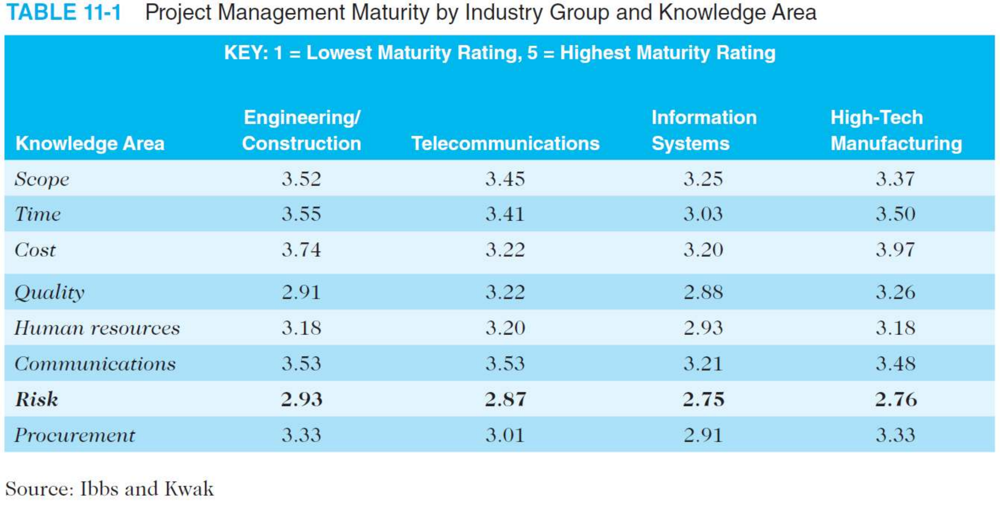 TABLE 11-1 Project Management Maturity by Industry Group and Knowledge Area
KEY: 1 = Lowest Maturity Rating, 5 = Highest Maturity Rating
Knowledge Area Engineering/ Construction Telecommunications Information Systems High-Tech Manufacturing
Scope 3.52 3.45 3.25 3.37
Time 3.55 3.41 3.03 3.50
Cost 3.74 3.22 3.20 3.97
Quality 2.91 3.22 2.88 3.26
Human resources 3.18 3.20 2.93 3.18
Communications 3.53 3.53 3.21 3.48
Risk 2.93 2.87 2.75 2.76
Procurement 3.33 3.01 2.91 3.33
Source: Ibbs and Kwak